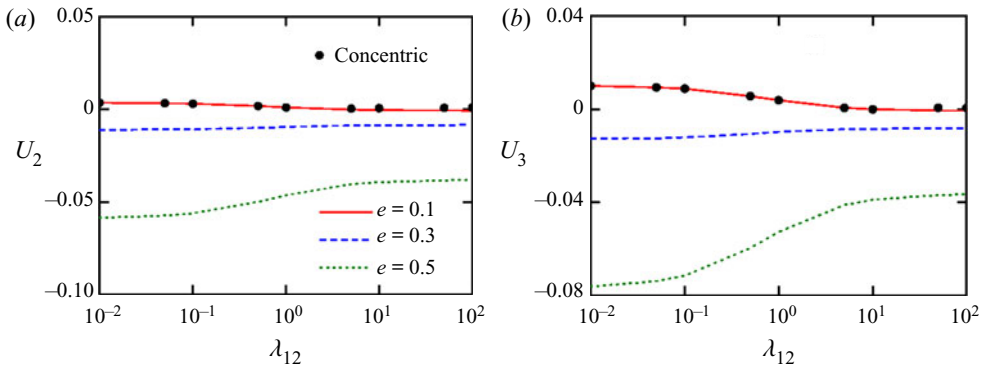 (a)
0.05
0
−0.05
−0.10
U2
Concentric
e = 0.1
e = 0.3
e = 0.5
10−2
10−1
100
101
102
λ12
(b)
0.04
0
−0.04
−0.08
U3
10−2
10−1
100
101
102
λ12